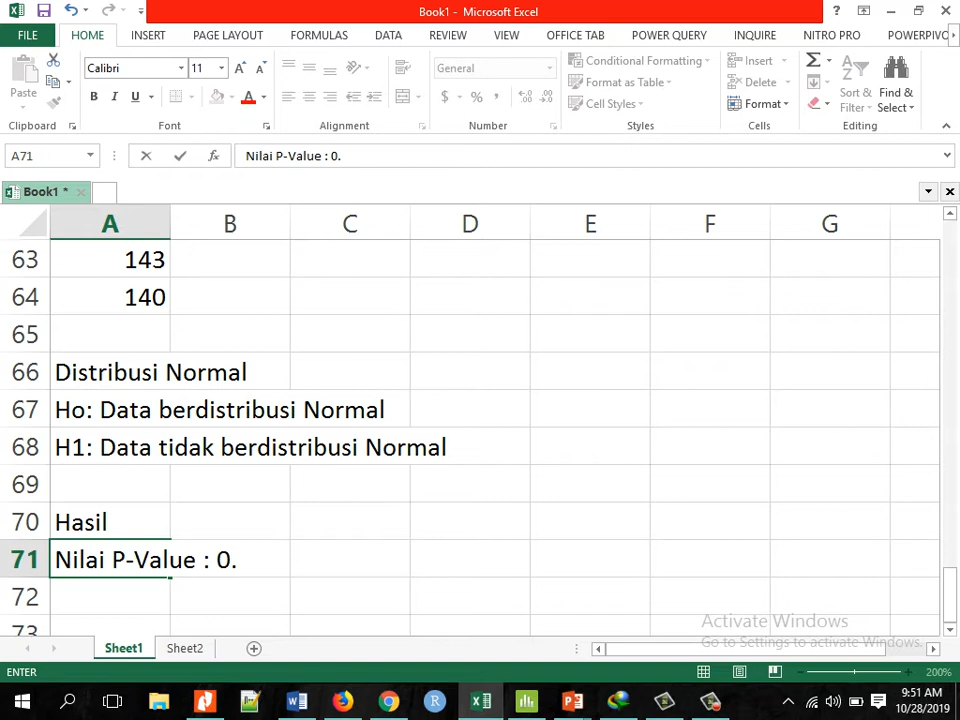 Book1 - Microsoft Excel
FILE HOME INSERT PAGE LAYOUT FORMULAS DATA REVIEW VIEW OFFICE TAB POWER QUERY INQUIRE NITRO PRO POWERPIVO
Calibri 11 General Conditional Formatting Insert
Paste Format as Table Delete Sort & Find &
B I U A $ % Cell Styles Format Filter Select
Clipboard Font Alignment Number Styles Cells Editing
A71 fx Nilai P-Value : 0.
Book1 *
A B C D E F G
63 143
64 140
65
66 Distribusi Normal
67 Ho: Data berdistribusi Normal
68 H1: Data tidak berdistribusi Normal
69
70 Hasil
71 Nilai P-Value : 0.
72
73
Activate Windows
Go to Settings to activate Windows.
Sheet1 Sheet2
ENTER 200%
9:51 AM
10/28/2019